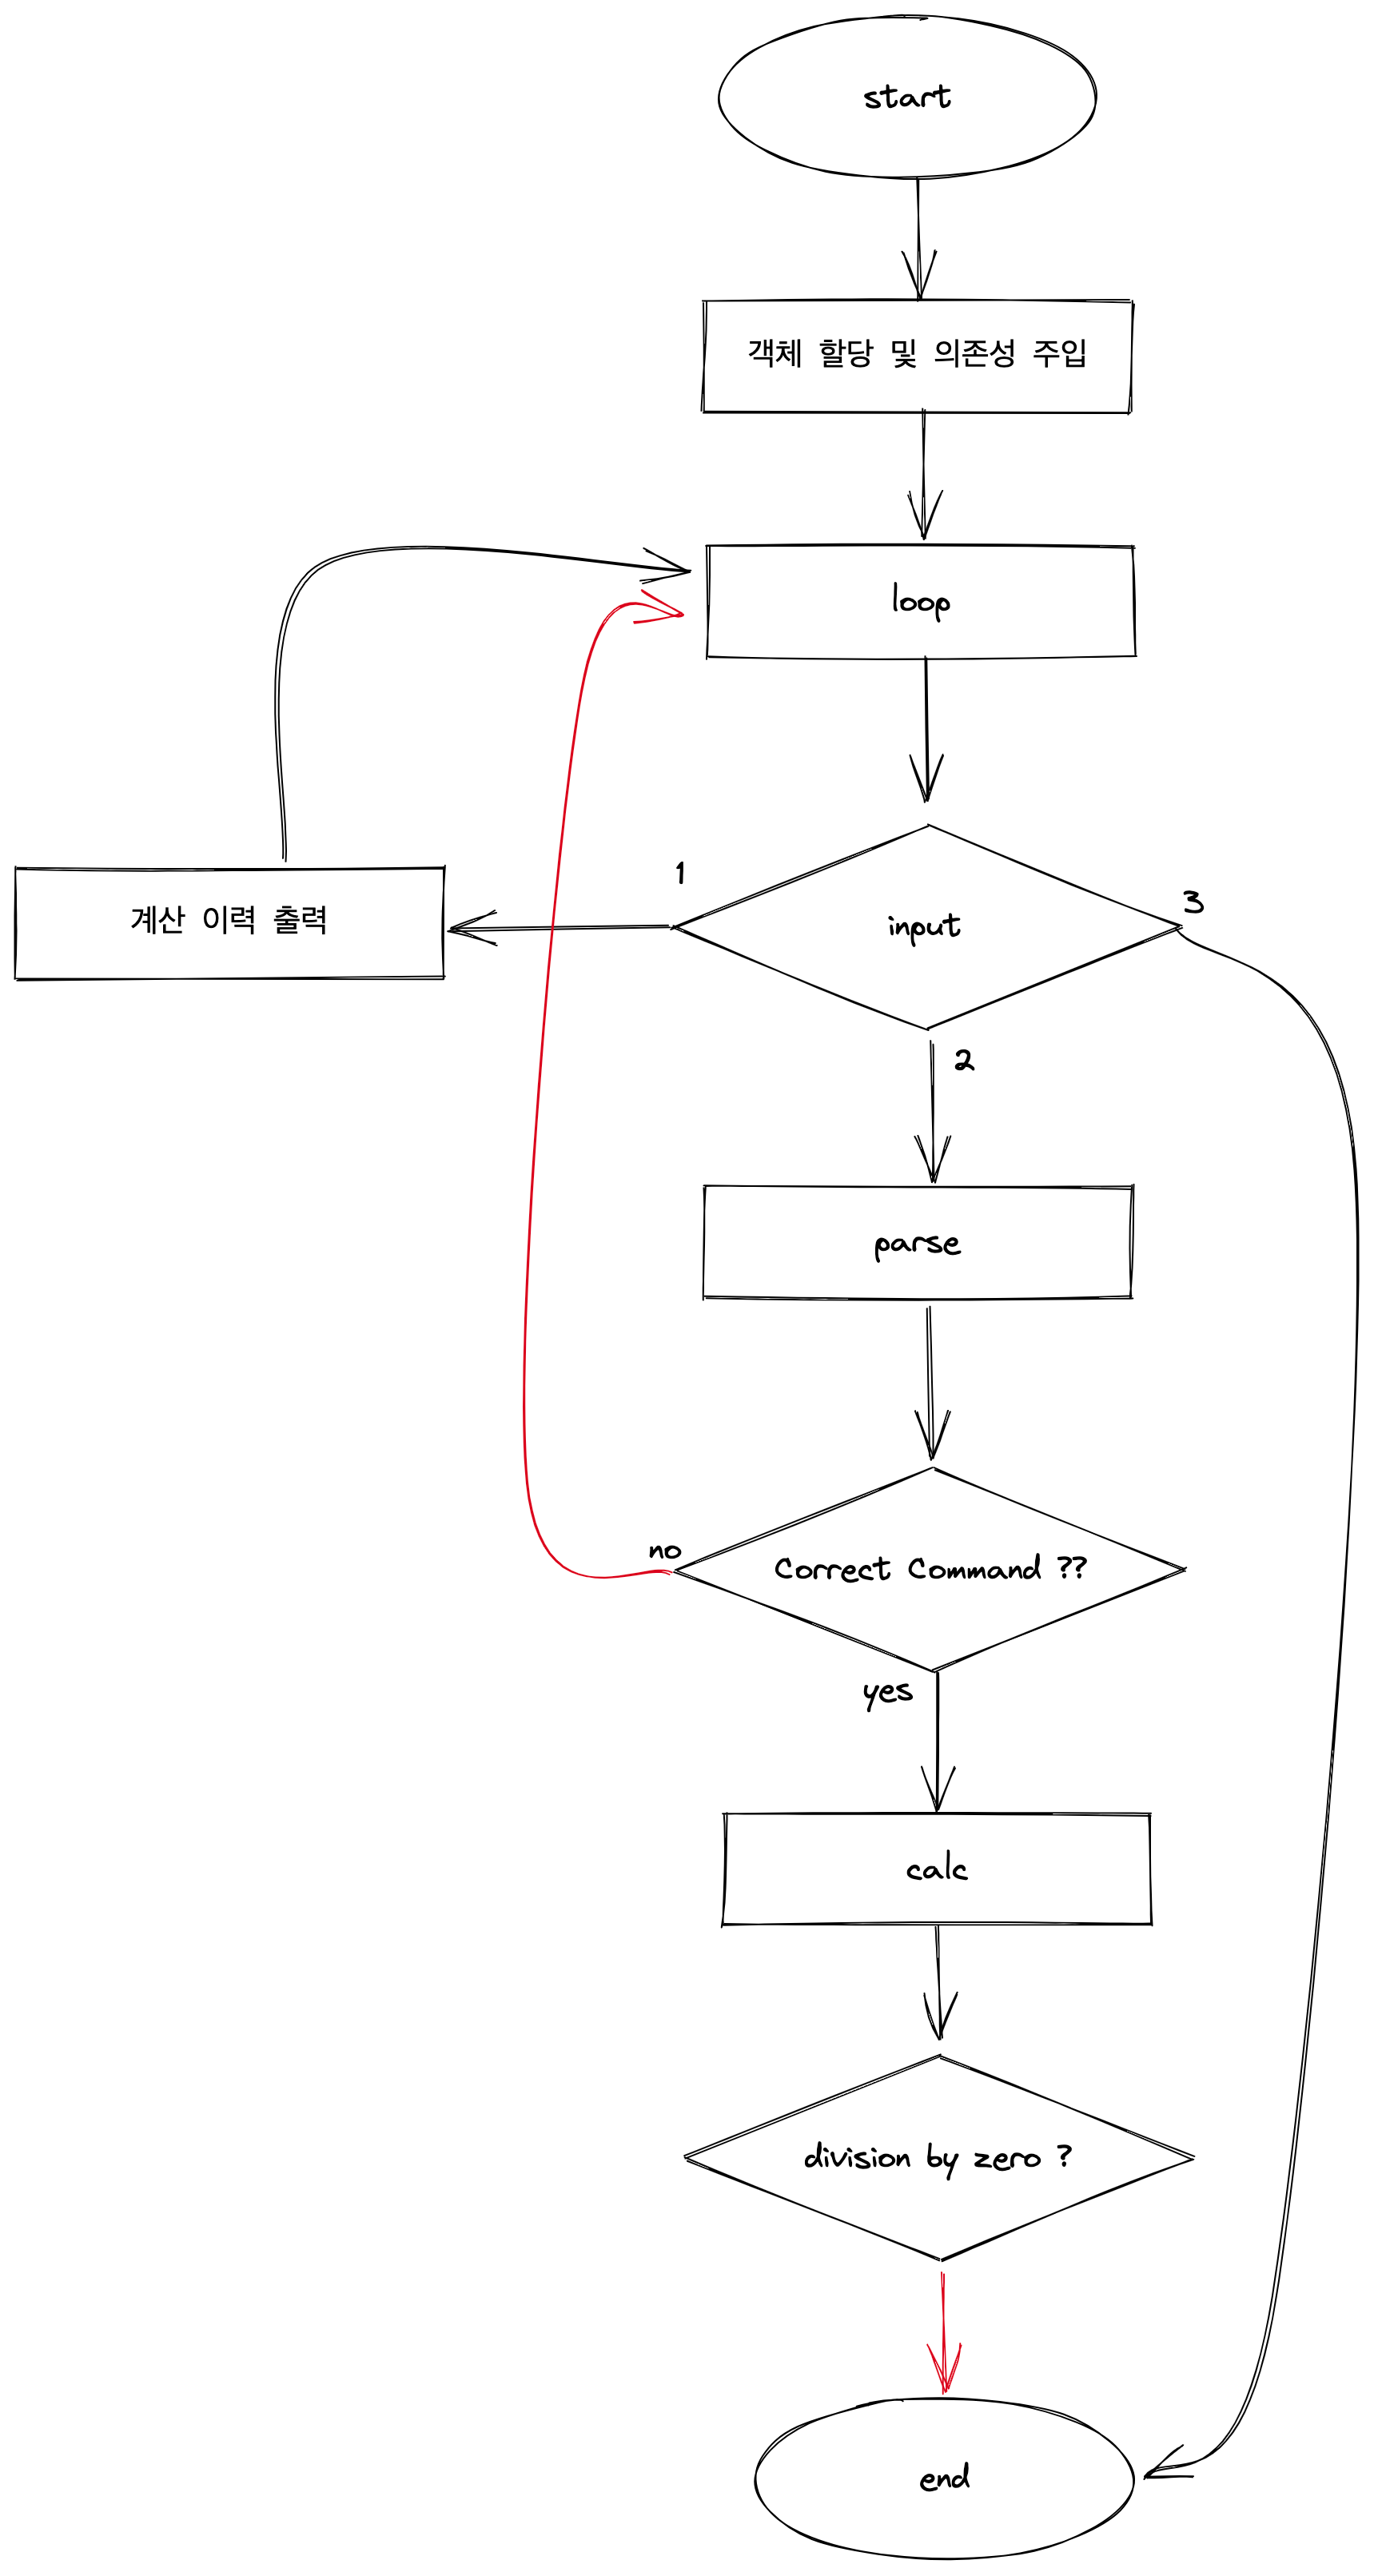 start
객체 할당 및 의존성 주입
loop
1
3
계산 이력 출력
input
2
parse
no
Correct Command ??
yes
calc
division by zero ?
end